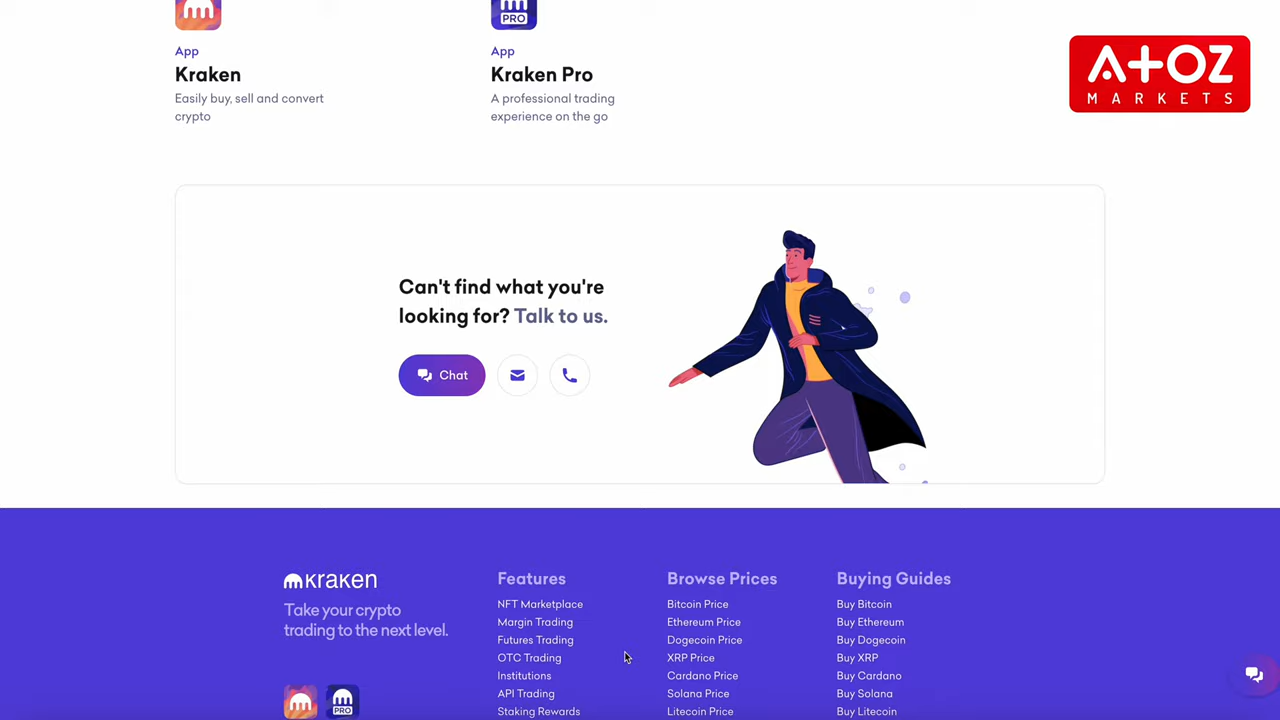 PRO
A+OZ
MARKETS
App
App
Kraken
Kraken Pro
Easily buy, sell and convert
crypto
A professional trading
experience on the go
Can't find what you're
looking for? Talk to us.
Chat
kraken
Take your crypto
trading to the next level.
PRO
Features
NFT Marketplace
Margin Trading
Futures Trading
OTC Trading
Institutions
API Trading
Staking Rewards
Browse Prices
Bitcoin Price
Ethereum Price
Dogecoin Price
XRP Price
Cardano Price
Solana Price
Litecoin Price
Buying Guides
Buy Bitcoin
Buy Ethereum
Buy Dogecoin
Buy XRP
Buy Cardano
Buy Solana
Buy Litecoin